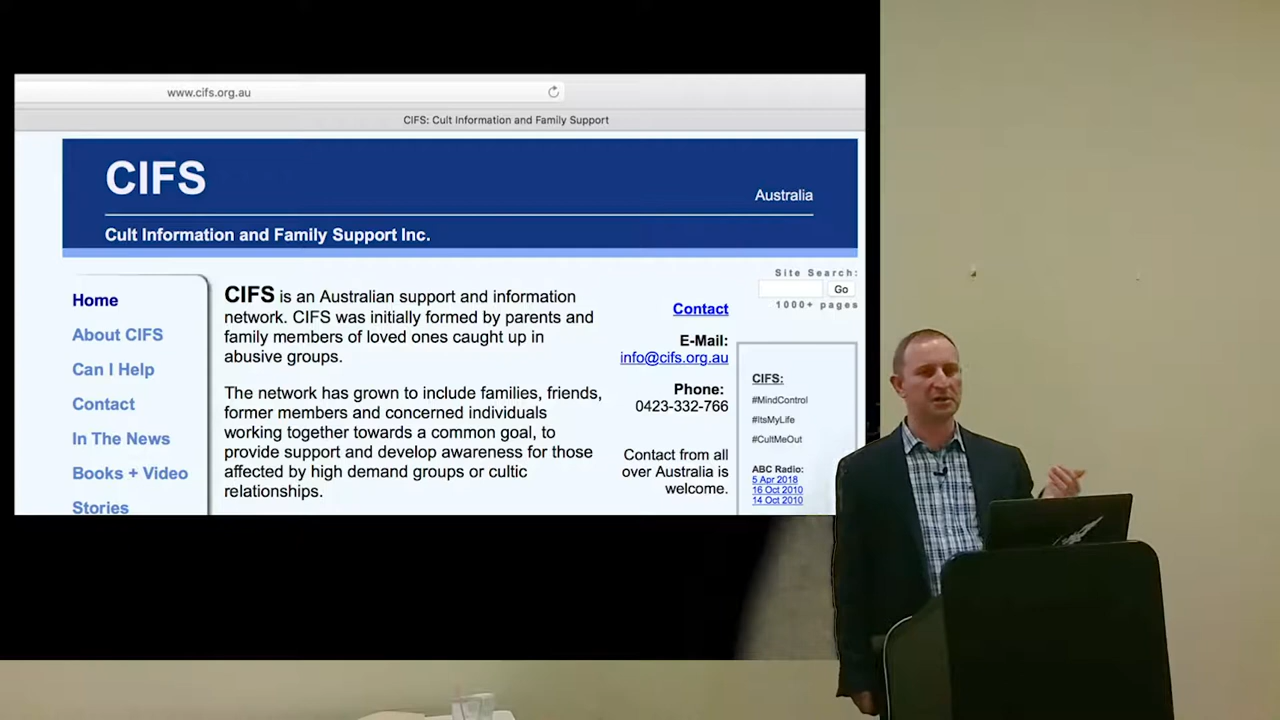 www.cifs.org.au
CIFS: Cult Information and Family Support
CIFS
Australia
Cult Information and Family Support Inc.
Home
About CIFS
Can I Help
Contact
In The News
Books + Video
Stories
CIFS is an Australian support and information
network. CIFS was initially formed by parents and
family members of loved ones caught up in
abusive groups.
The network has grown to include families, friends,
former members and concerned individuals
working together towards a common goal, to
provide support and develop awareness for those
affected by high demand groups or cultic
relationships.
Contact
E-Mail:
info@cifs.org.au
Phone:
0423-332-766
Contact from all
over Australia is
welcome.
Site Search:
Go
1000+ pages
CIFS:
#MindControl
#ItsMyLife
#CultMeOut
ABC Radio:
5 Apr 2018
16 Oct 2010
14 Oct 2010